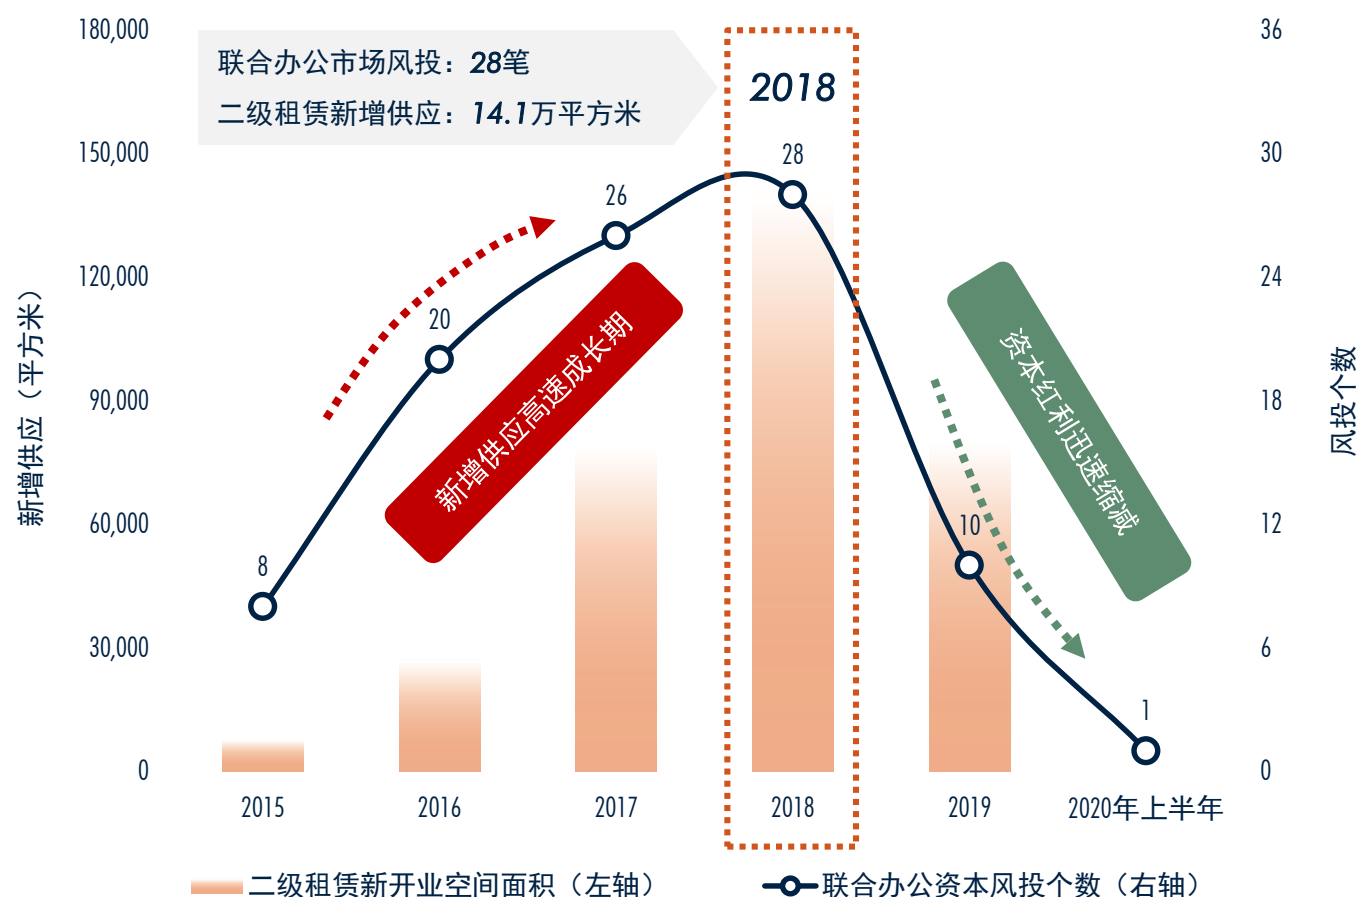 180,000
150,000
120,000
90,000
60,000
30,000
0
新增供应（平方米）
联合办公市场风投：28笔
二级租赁新增供应：14.1万平方米
2018
8
20
26
28
10
1
新增供应高速成长期
资本红利迅速缩减
36
30
24
18
12
6
0
风投个数
2015
2016
2017
2018
2019
2020年上半年
二级租赁新开业空间面积（左轴）
联合办公资本风投个数（右轴）